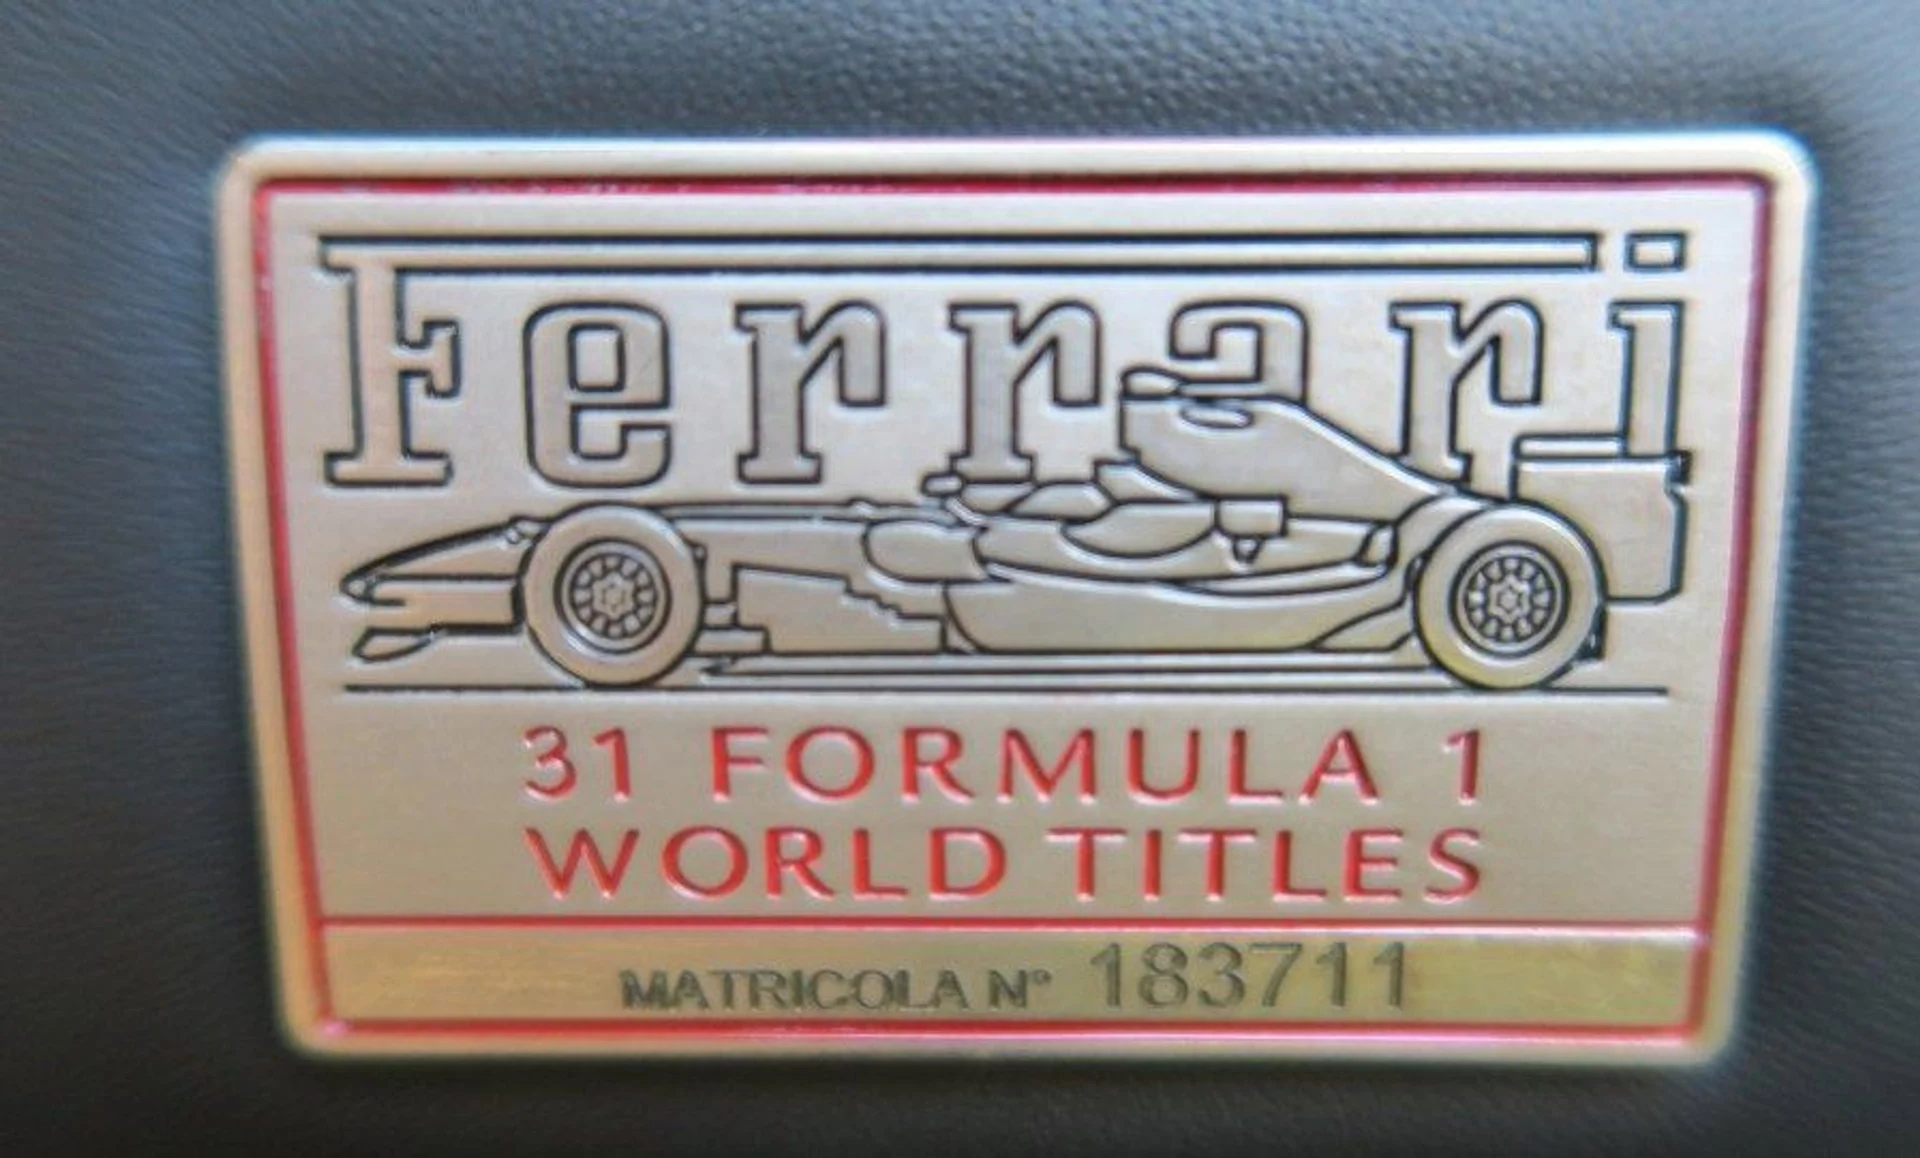 Ferrari
31 FORMULA 1
WORLD TITLES
MATRICOLA N° 183711